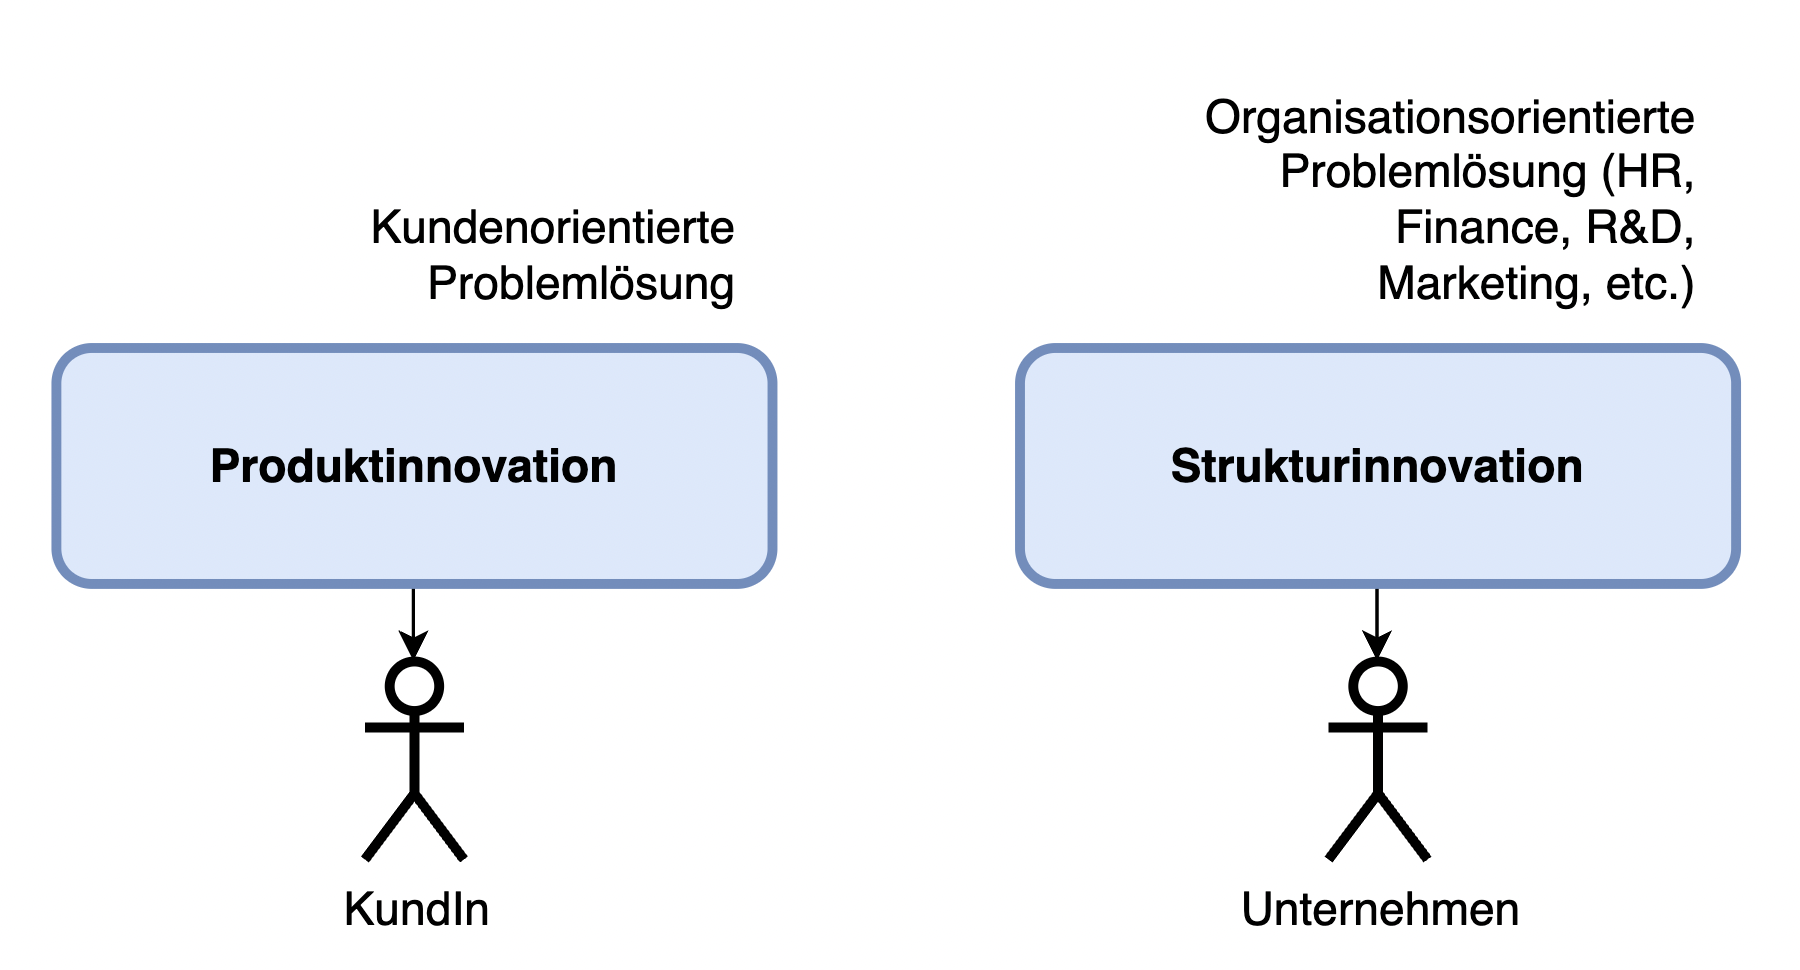 Kundenorientierte
Problemlösung
Produktinnovation
KundIn
Organisationsorientierte
Problemlösung (HR,
Finance, R&D,
Marketing, etc.)
Strukturinnovation
Unternehmen